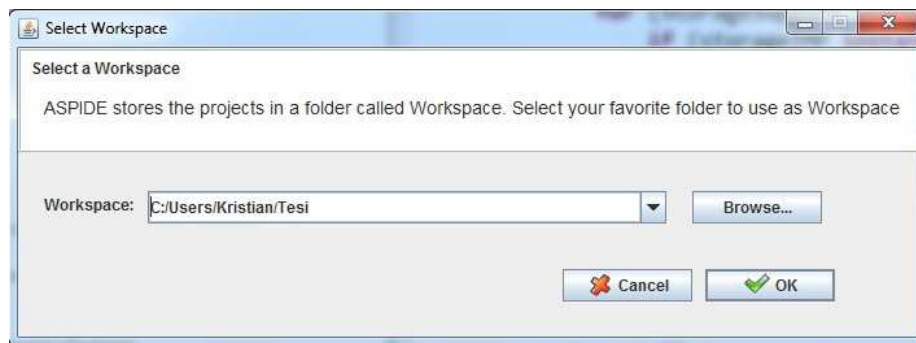 Select Workspace
Select a Workspace
ASPIDE stores the projects in a folder called Workspace. Select your favorite folder to use as Workspace
Workspace: C:/Users/Kristian/Tesi Browse...
Cancel OK